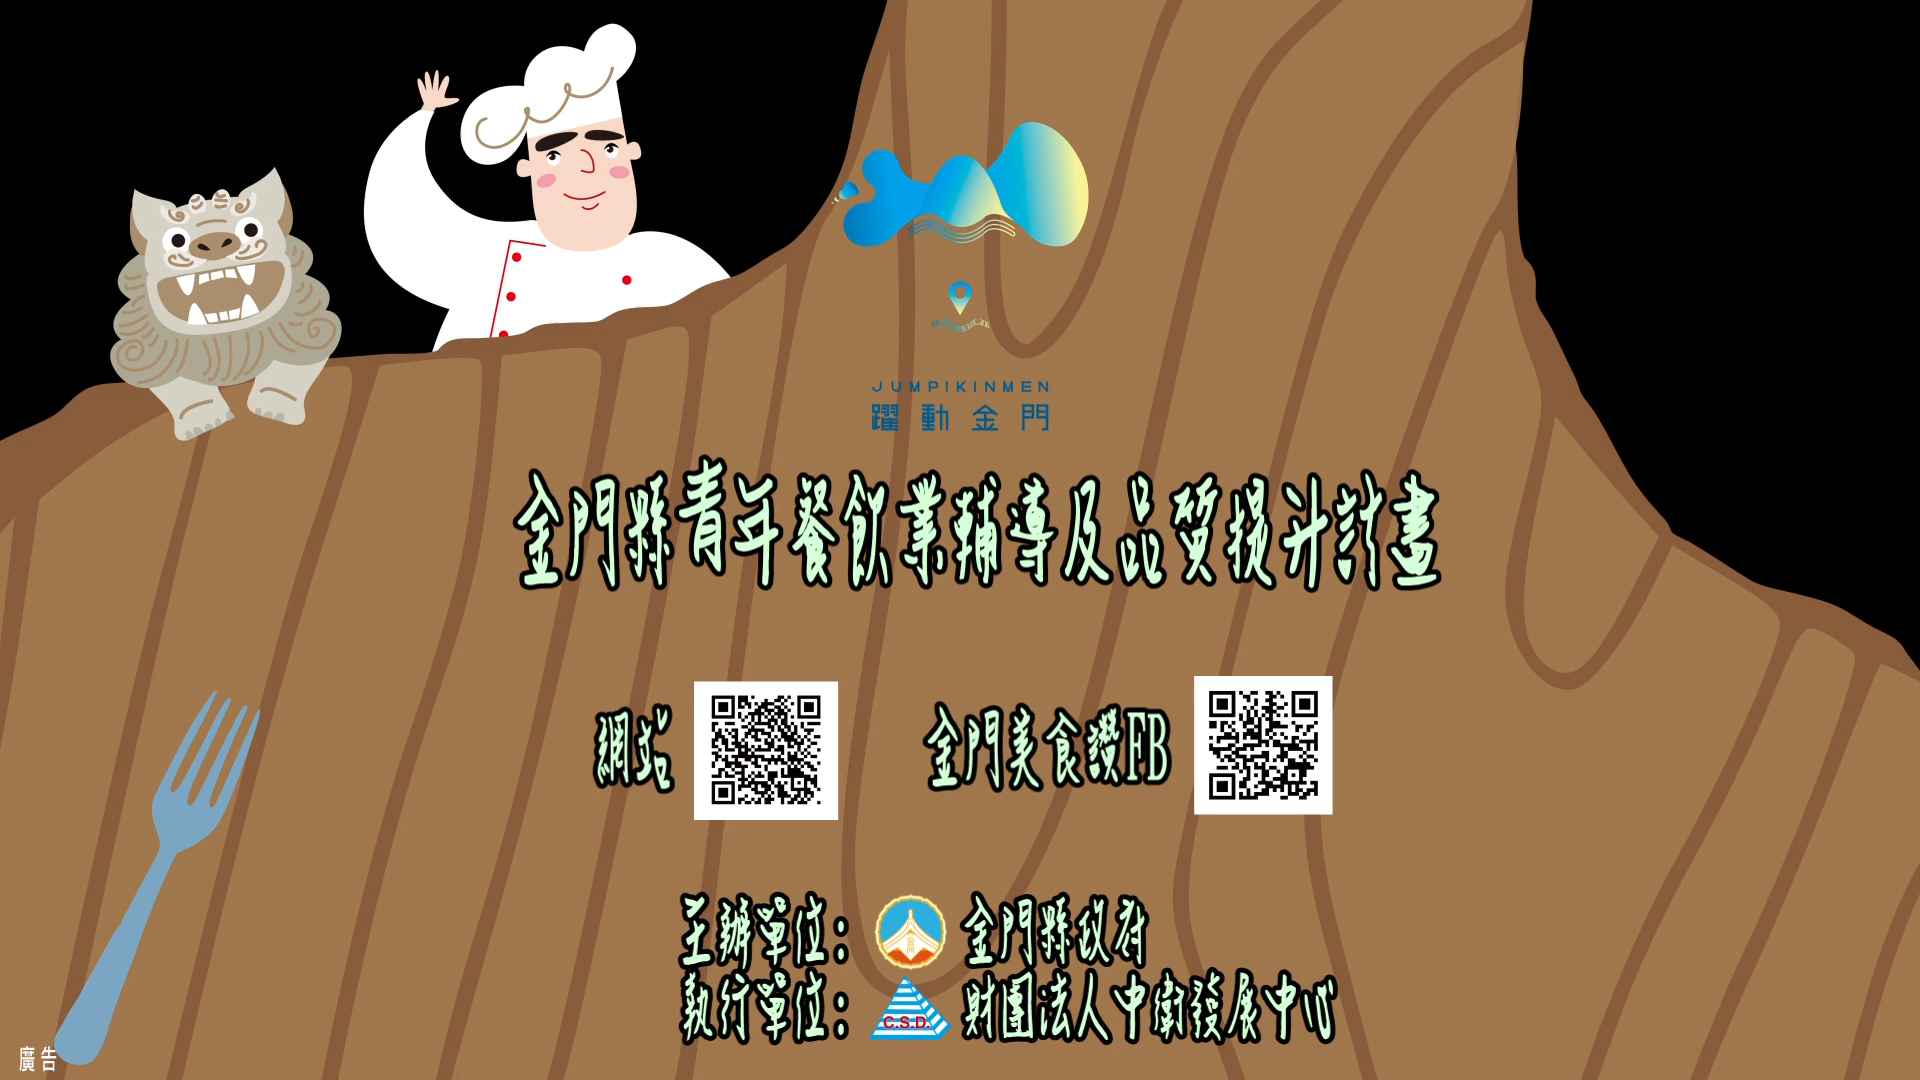 JUMP!KINMEN
躍動金門
金門縣青年餐飲業輔導及品質提升計畫
網站
金門美食讚FB
主辦單位：金門縣政府
執行單位：C.S.D. 財團法人中衛發展中心
廣告